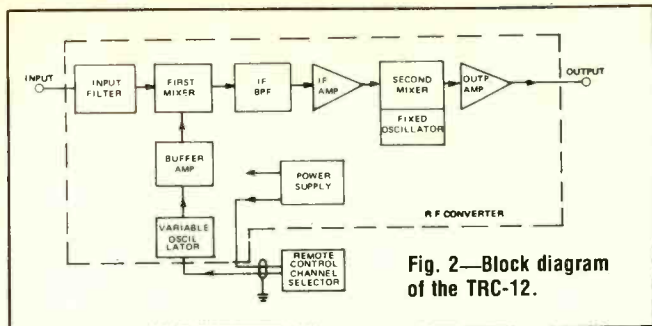 INPUT
INPUT
FILTER
FIRST
MIXER
IF
BPF
IF
AMP
SECOND
MIXER
FIXED
OSCILLATOR
OUTP
AMP
OUTPUT
BUFFER
AMP
POWER
SUPPLY
VARIABLE
OSCIL
LATOR
RF CONVERTER
REMOTE
CONTROL
CHANNEL
SELECTOR
Fig. 2—Block diagram
of the TRC-12.